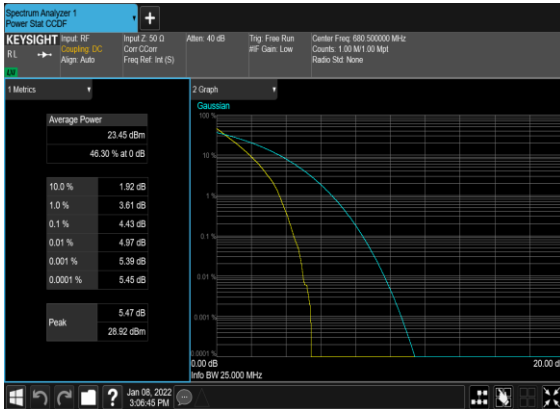 Spectrum Analyzer 1
Power Stat CCDF
KEYSIGHT
RL
Input: RF
Coupling: DC
Align: Auto
Input Z: 50 Ω
Corr CCorr
Freq Ref: Int (S)
Atten: 40 dB
Trig: Free Run
#IF Gain: Low
Center Freq: 680.500000 MHz
Counts: 1.00 M/1.00 Mpt
Radio Std: None
1 Metrics
Average Power
23.45 dBm
46.30 % at 0 dB
10.0 % 1.92 dB
1.0 % 3.61 dB
0.1 % 4.43 dB
0.01 % 4.97 dB
0.001 % 5.39 dB
0.0001 % 5.45 dB
Peak
5.47 dB
28.92 dBm
2 Graph
Gaussian
100 %
10 %
1 %
0.1 %
0.01 %
0.001 %
0.0001 %
0.00 dB
20.00 d
Info BW 25.000 MHz
?
Jan 08, 2022
3:06:45 PM